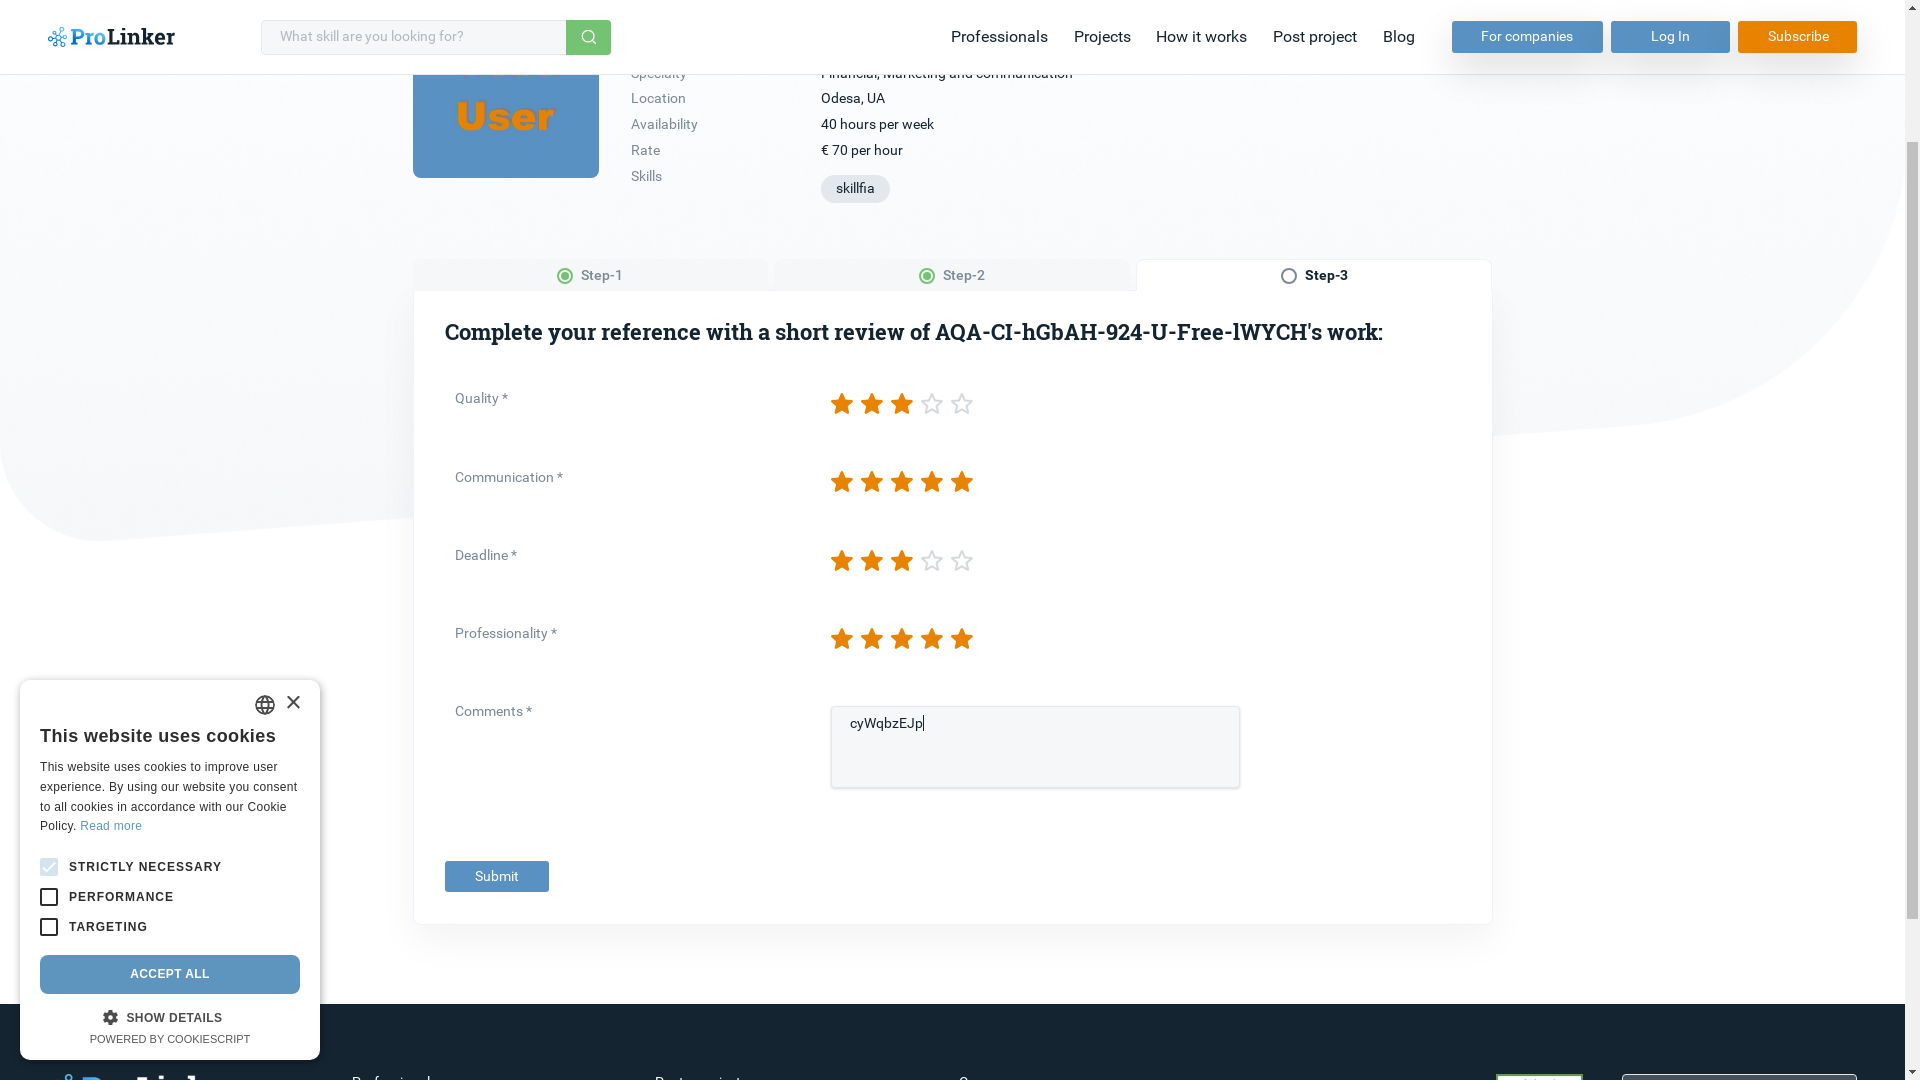 ProLinker
What skill are you looking for?
Professionals Projects How it works Post project Blog
For companies Log In Subscribe
User
Specialty Financial, Marketing and communication
Location Odesa, UA
Availability 40 hours per week
Rate € 70 per hour
Skills skillfia
Step-1 Step-2 Step-3
Complete your reference with a short review of AQA-CI-hGbAH-924-U-Free-lWYCH's work:
Quality *
Communication *
Deadline *
Professionality *
Comments * cyWqbzEJp
Submit
×
This website uses cookies
This website uses cookies to improve user
experience. By using our website you consent
to all cookies in accordance with our Cookie
Policy. Read more
STRICTLY NECESSARY
PERFORMANCE
TARGETING
ACCEPT ALL
SHOW DETAILS
POWERED BY COOKIESCRIPT